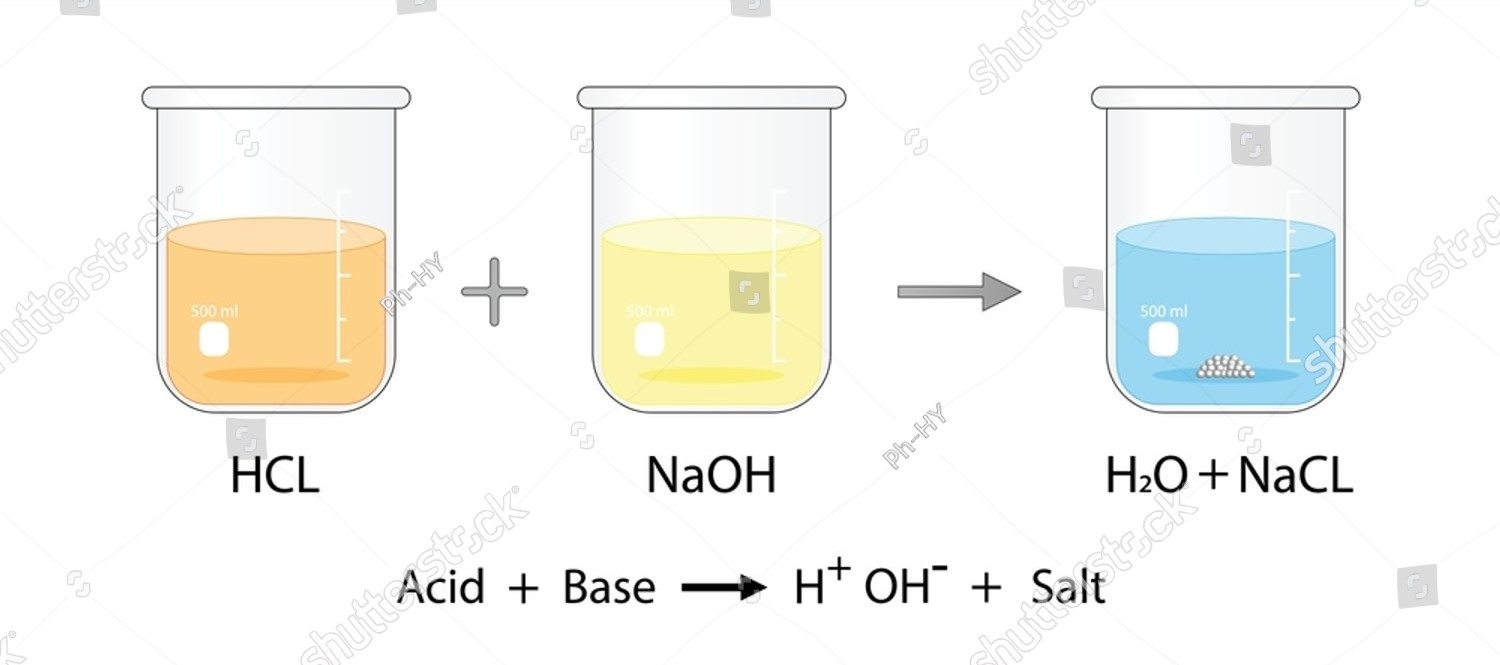 shutterstock
shutterstock
shutterstock
500 ml
500 ml
500 ml
Ph-HY
Ph-HY
HCL
NaOH
H₂O + NaCL
Acid + Base → H⁺ OH⁻ + Salt
shutterstock
shutterstock